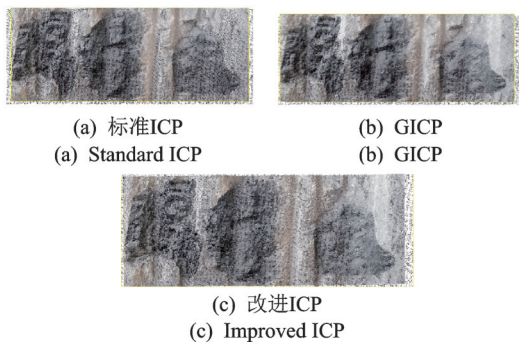 (a) 标准ICP
(a) Standard ICP
(b) GICP
(b) GICP
(c) 改进ICP
(c) Improved ICP